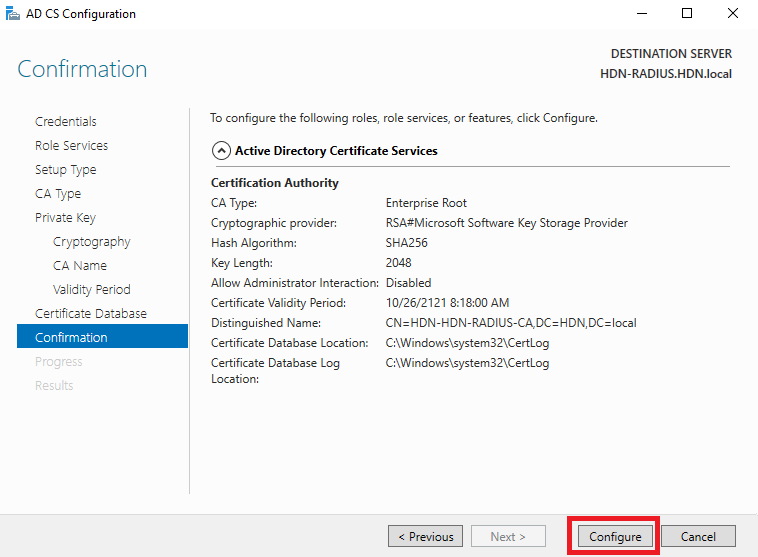 AD CS Configuration
Confirmation
DESTINATION SERVER
HDN-RADIUS.HDN.local
Credentials
Role Services
Setup Type
CA Type
Private Key
Cryptography
CA Name
Validity Period
Certificate Database
Confirmation
Progress
Results
To configure the following roles, role services, or features, click Configure.
Active Directory Certificate Services
Certification Authority
CA Type: Enterprise Root
Cryptographic provider: RSA#Microsoft Software Key Storage Provider
Hash Algorithm: SHA256
Key Length: 2048
Allow Administrator Interaction: Disabled
Certificate Validity Period: 10/26/2121 8:18:00 AM
Distinguished Name: CN=HDN-HDN-RADIUS-CA,DC=HDN,DC=local
Certificate Database Location: C:\Windows\system32\CertLog
Certificate Database Log C:\Windows\system32\CertLog
Location:
< Previous Next > Configure Cancel